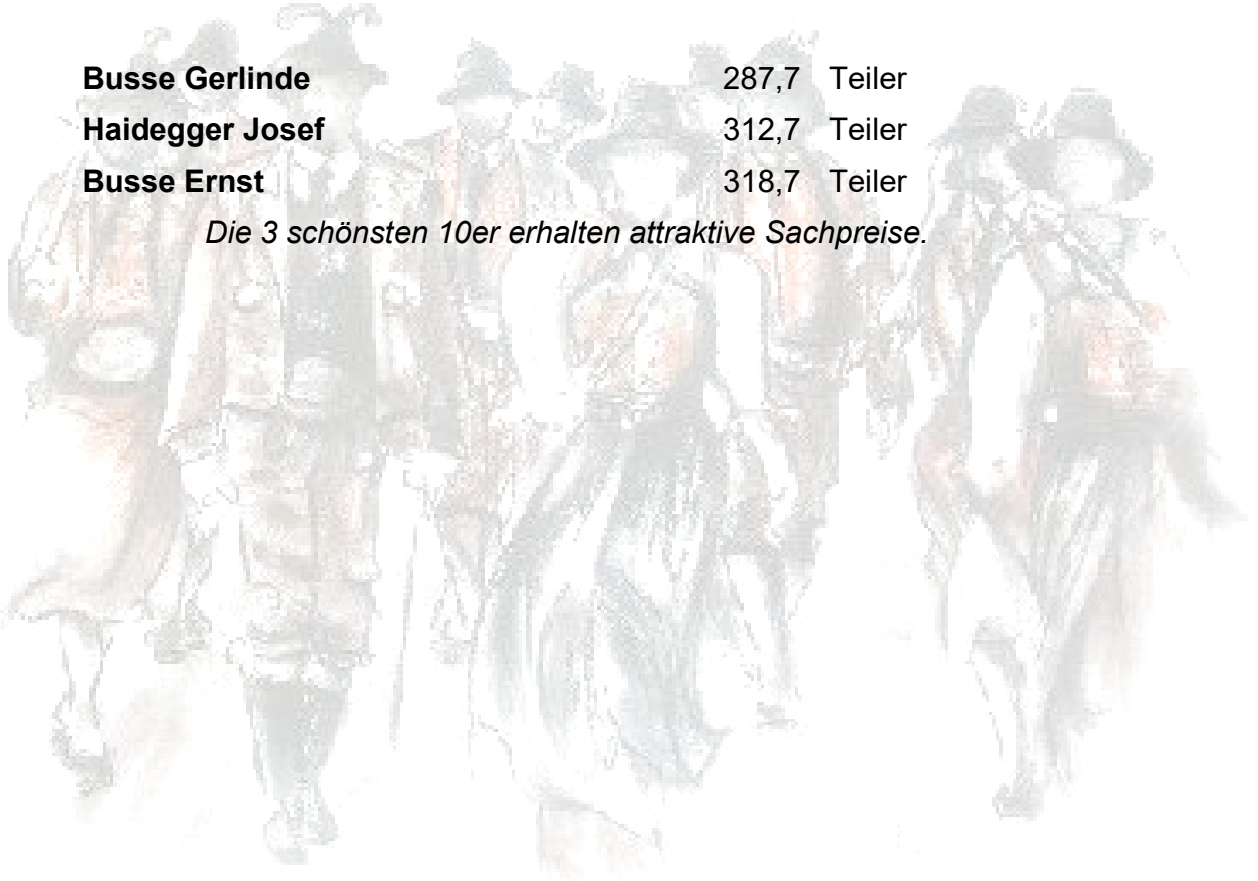 Busse Gerlinde 287,7 Teiler
Haidegger Josef 312,7 Teiler
Busse Ernst 318,7 Teiler
Die 3 schönsten 10er erhalten attraktive Sachpreise.